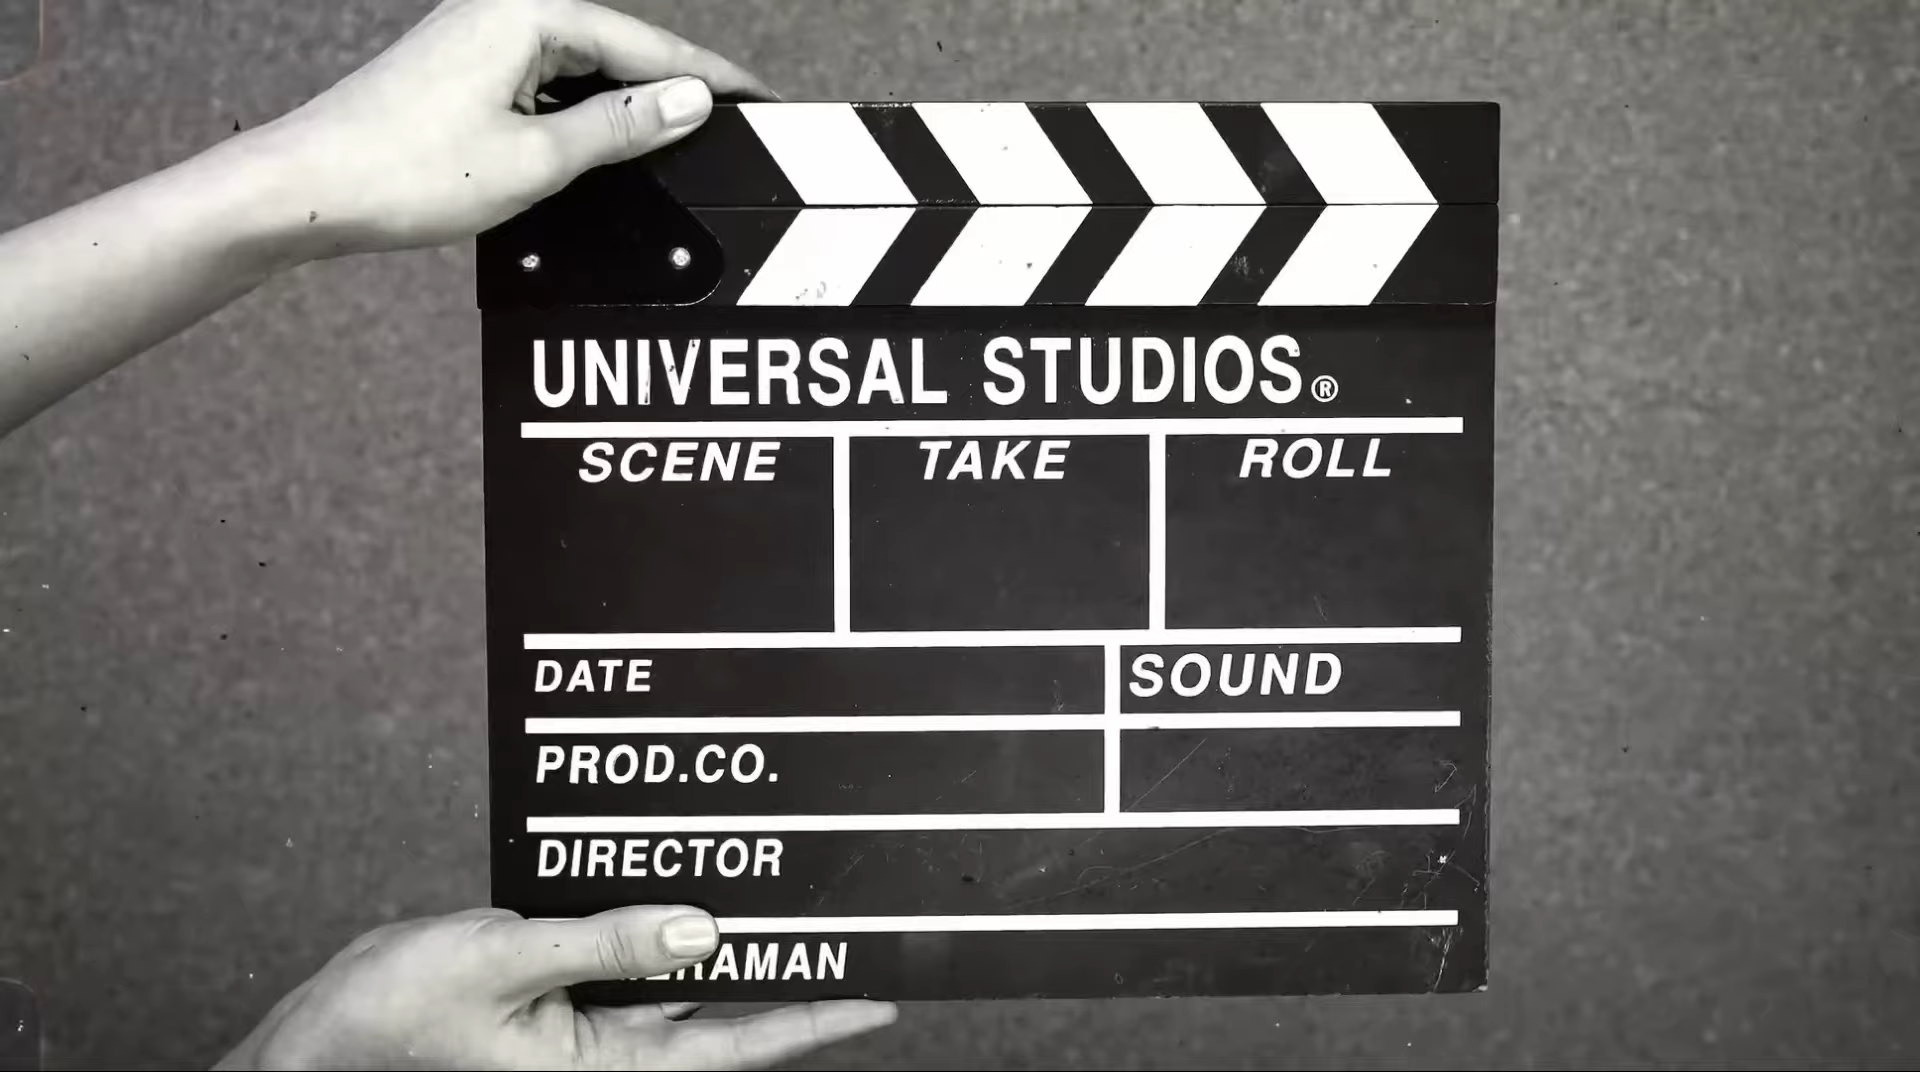 UNIVERSAL STUDIOS®
SCENE TAKE ROLL
DATE SOUND
PROD.CO.
DIRECTOR